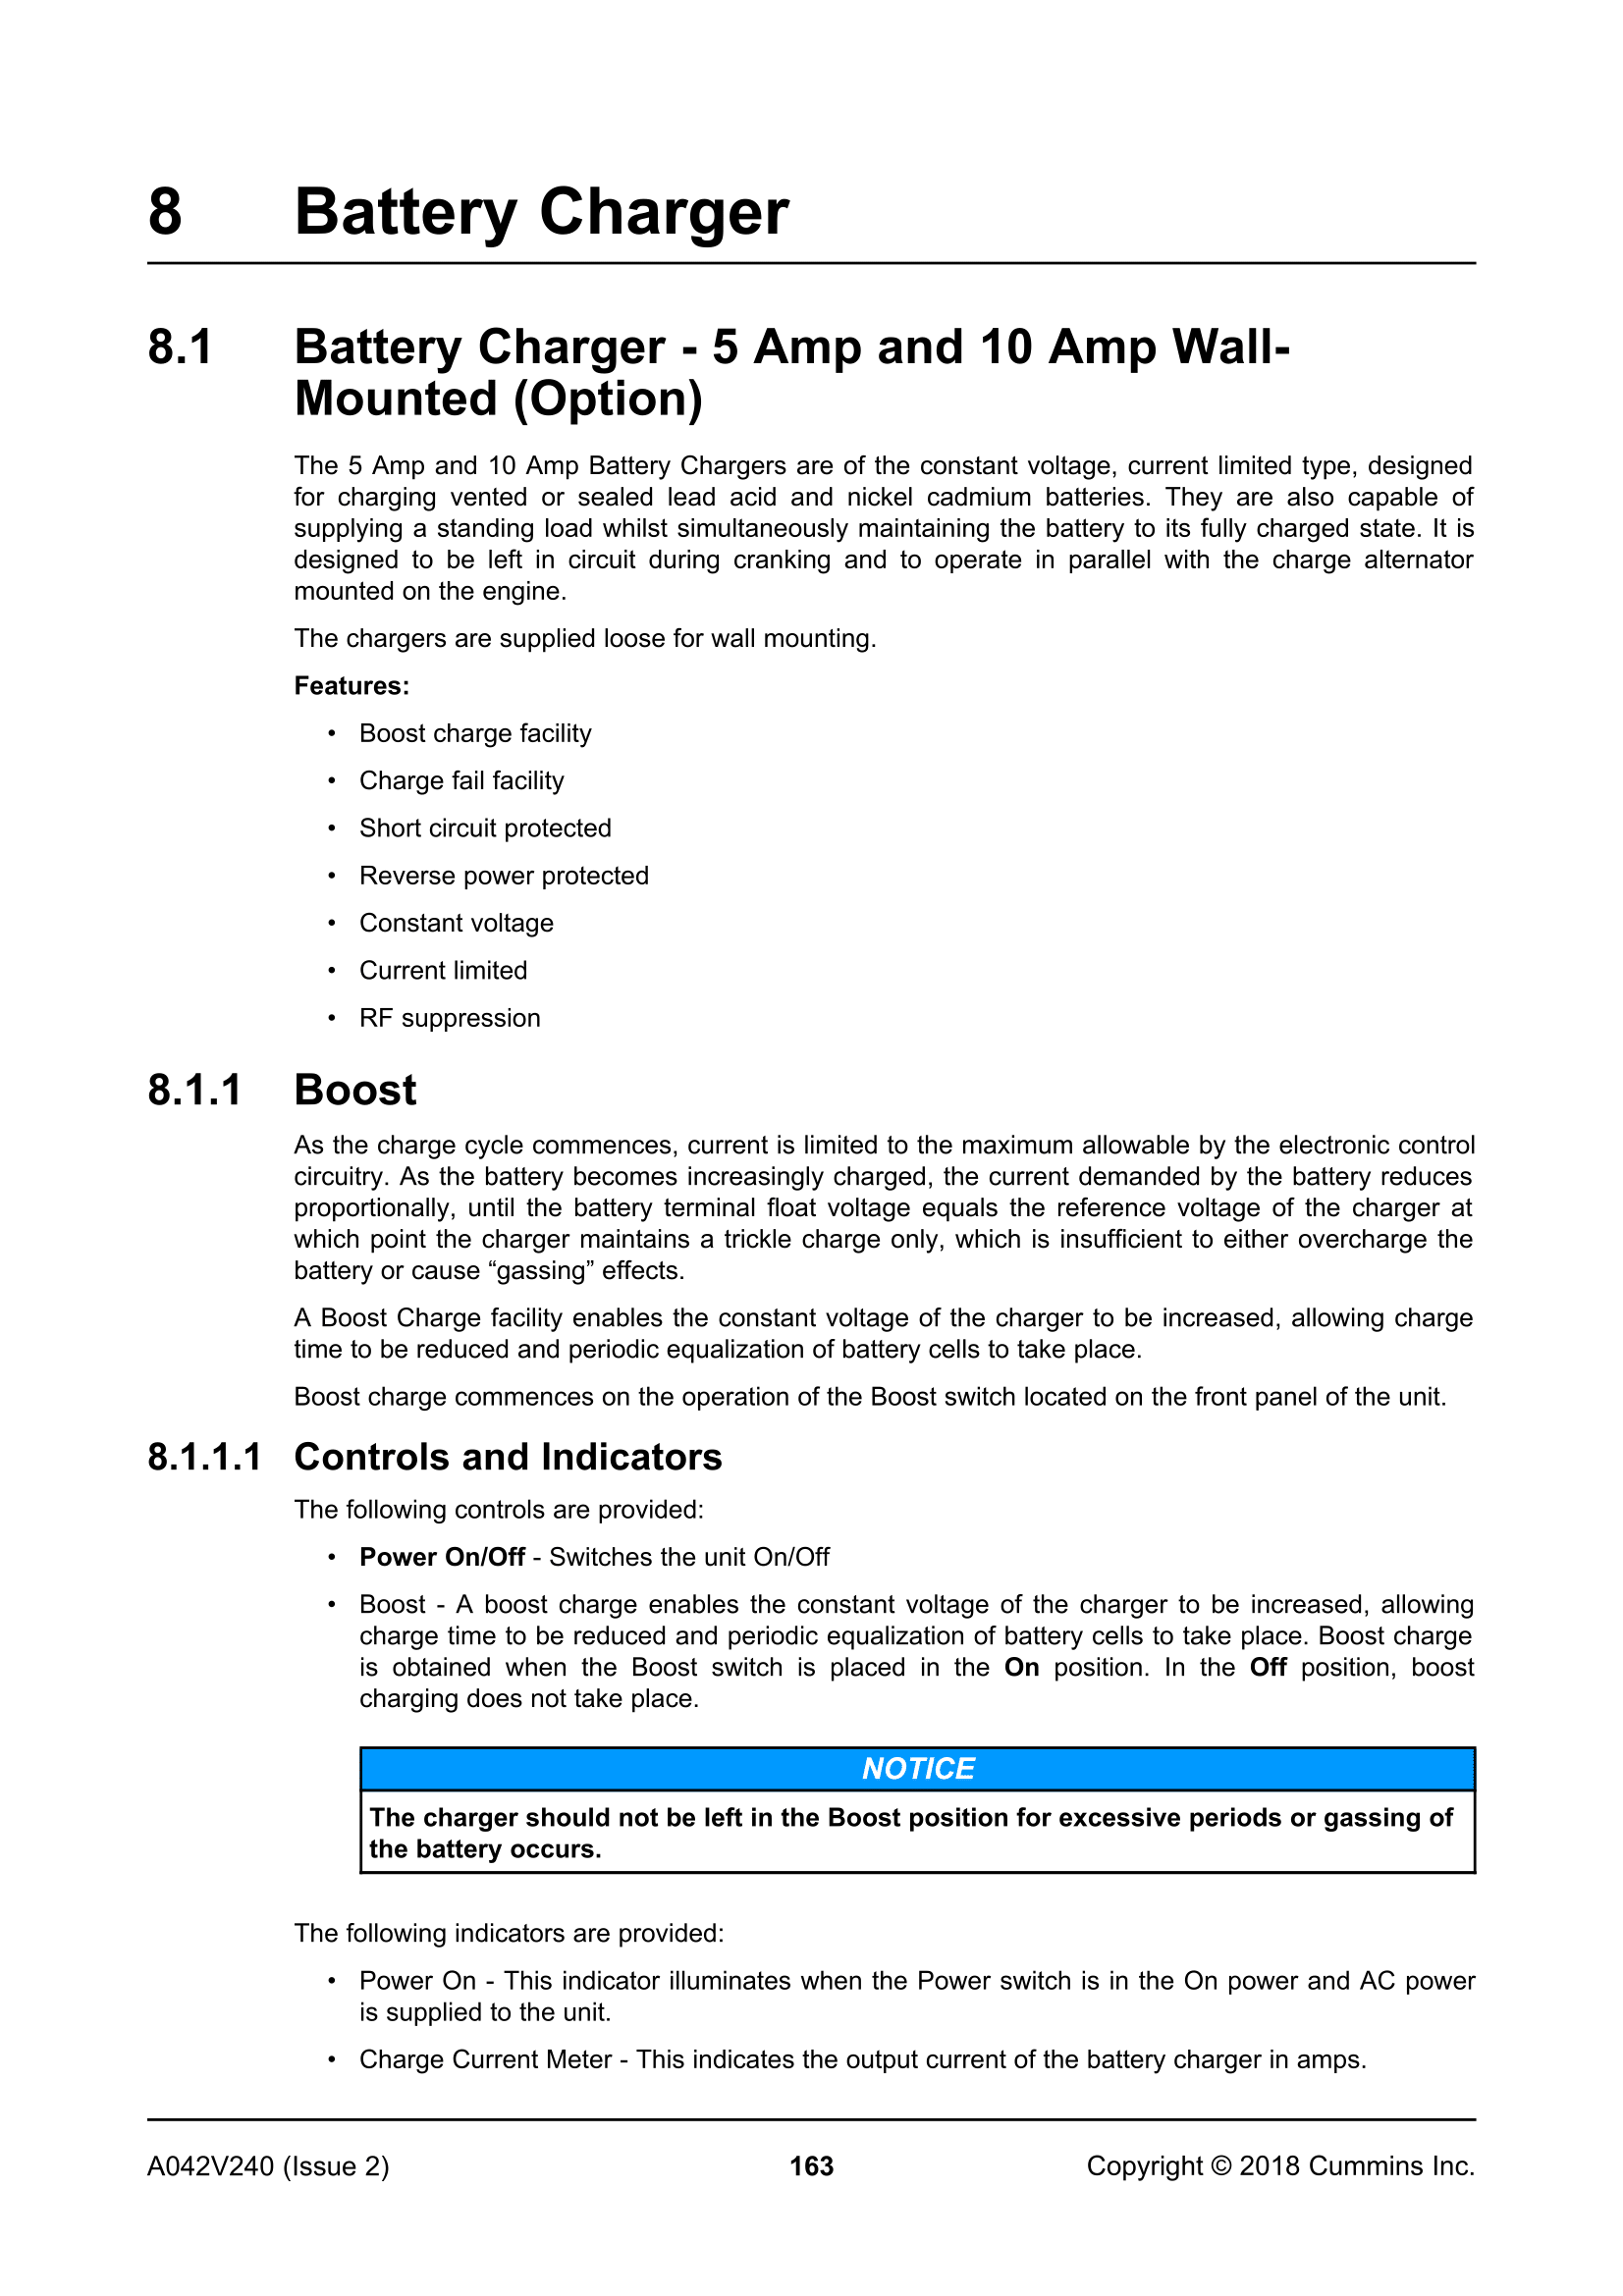 8 Battery Charger
8.1 Battery Charger - 5 Amp and 10 Amp Wall-
Mounted (Option)
The 5 Amp and 10 Amp Battery Chargers are of the constant voltage, current limited type, designed
for charging vented or sealed lead acid and nickel cadmium batteries. They are also capable of
supplying a standing load whilst simultaneously maintaining the battery to its fully charged state. It is
designed to be left in circuit during cranking and to operate in parallel with the charge alternator
mounted on the engine.
The chargers are supplied loose for wall mounting.
Features:
• Boost charge facility
• Charge fail facility
• Short circuit protected
• Reverse power protected
• Constant voltage
• Current limited
• RF suppression
8.1.1 Boost
As the charge cycle commences, current is limited to the maximum allowable by the electronic control
circuitry. As the battery becomes increasingly charged, the current demanded by the battery reduces
proportionally, until the battery terminal float voltage equals the reference voltage of the charger at
which point the charger maintains a trickle charge only, which is insufficient to either overcharge the
battery or cause “gassing” effects.
A Boost Charge facility enables the constant voltage of the charger to be increased, allowing charge
time to be reduced and periodic equalization of battery cells to take place.
Boost charge commences on the operation of the Boost switch located on the front panel of the unit.
8.1.1.1 Controls and Indicators
The following controls are provided:
• Power On/Off - Switches the unit On/Off
• Boost - A boost charge enables the constant voltage of the charger to be increased, allowing
charge time to be reduced and periodic equalization of battery cells to take place. Boost charge
is obtained when the Boost switch is placed in the On position. In the Off position, boost
charging does not take place.
NOTICE
The charger should not be left in the Boost position for excessive periods or gassing of
the battery occurs.
The following indicators are provided:
• Power On - This indicator illuminates when the Power switch is in the On power and AC power
is supplied to the unit.
• Charge Current Meter - This indicates the output current of the battery charger in amps.
A042V240 (Issue 2) 163 Copyright © 2018 Cummins Inc.